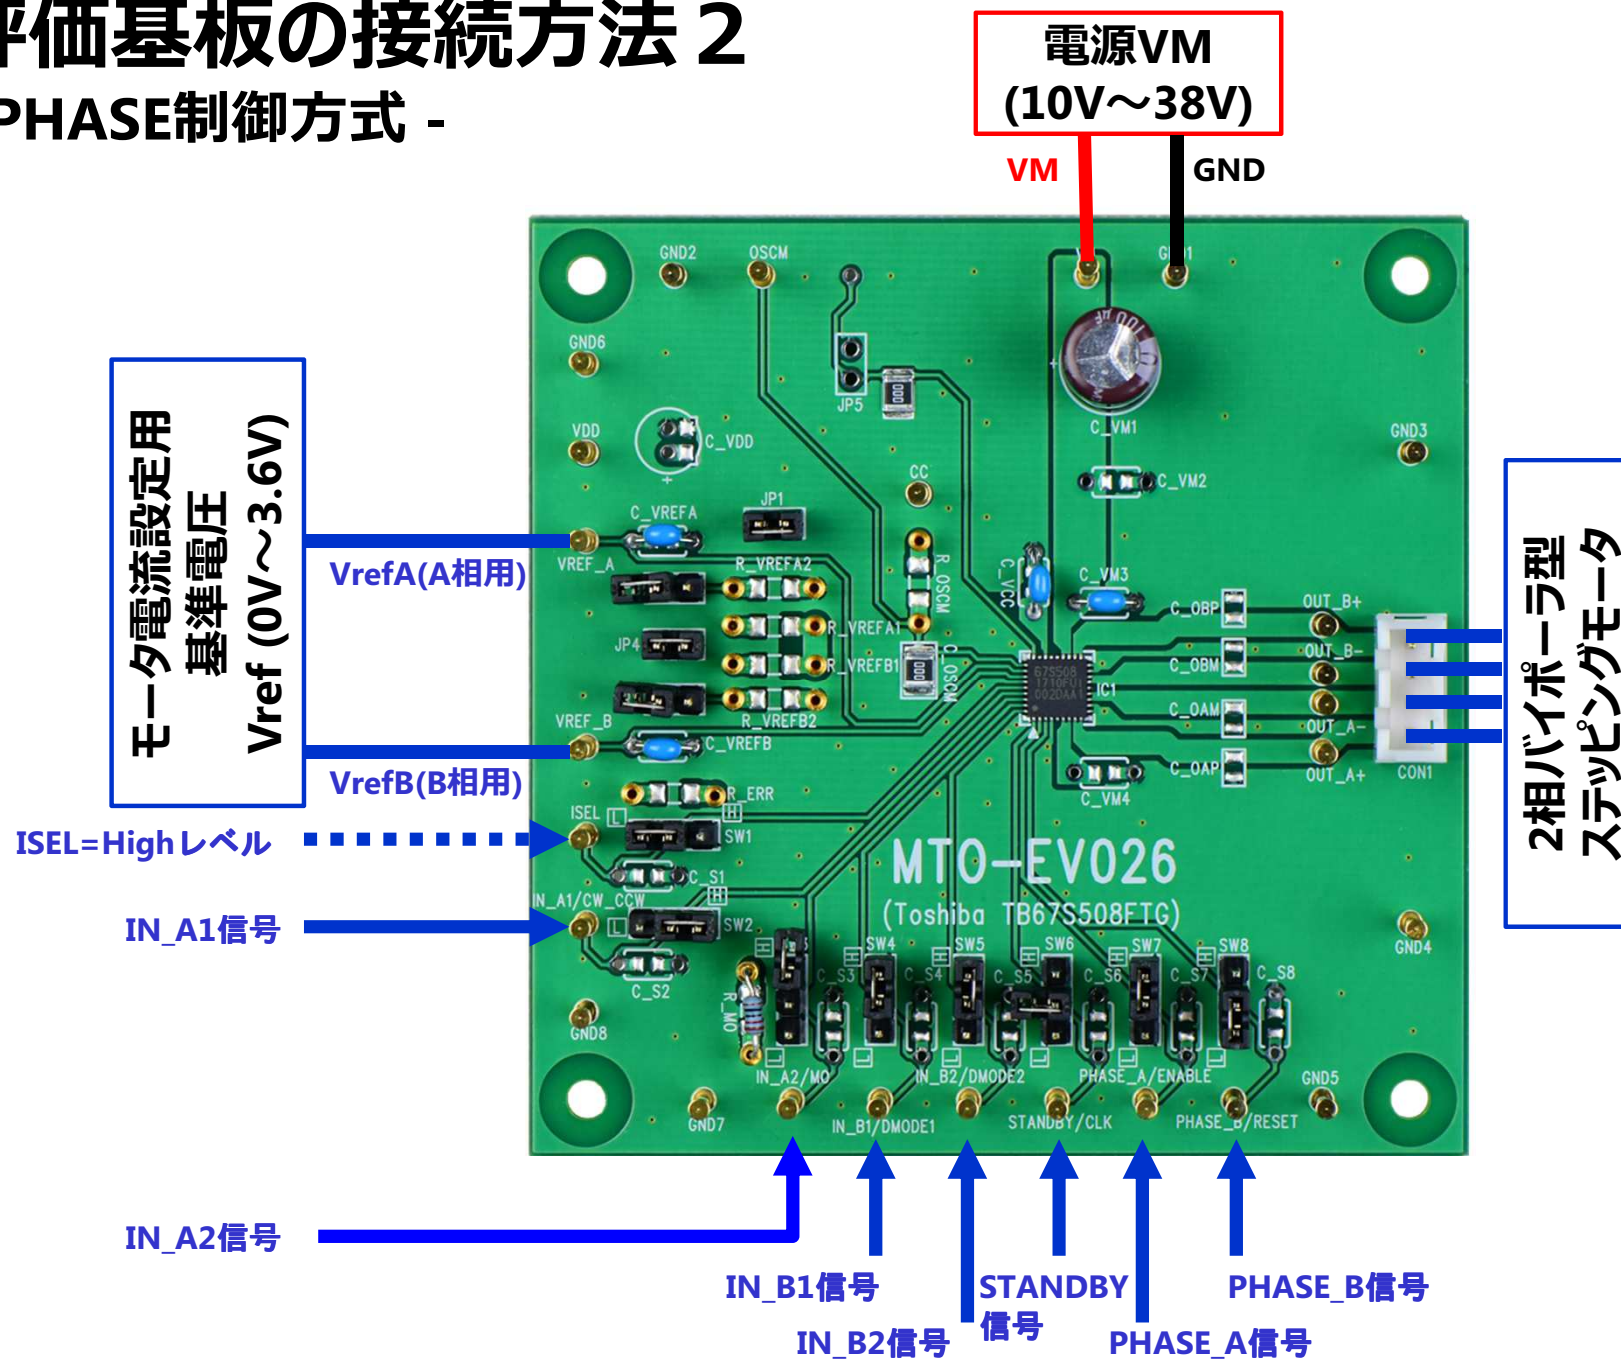 評価基板の接続方法２
PHASE制御方式 -
電源VM
(10V～38V)
VM
GND
モータ電流設定用
基準電圧
Vref (0V～3.6V)
VrefA(A相用)
VrefB(B相用)
ISEL=Highレベル
IN_A1信号
IN_A2信号
IN_B1信号
IN_B2信号
STANDBY
信号
PHASE_A信号
PHASE_B信号
2相バイポーラ型
ステッピングモータ
GND2
OSCM
GND6
VDD
C_VDD
+
JP5
100µF
C_VM1
C_VM2
GND3
CC
JP1
C_VREFA
VREF_A
R_VREFA2
R_OSCM
C_VCC
C_VM3
C_OBP
OUT_B+
JP4
R_VREFA1
R_VREFB1
C_OSCM
000
000
67S508
002DAA1
IC1
C_OBM
OUT_B-
C_OAM
OUT_A-
C_OAP
OUT_A+
CON1
VREF_B
R_VREFB2
C_VREFB
C_VM4
R_ERR
ISEL
L
H
SW1
C_S1
IN_A1/CW_CCW
L
H
SW2
C_S2
GND8
MTO-EV026
(Toshiba TB67S508FTG)
GND4
H
SW4
H
SW5
H
SW6
H
SW7
H
SW8
H
C_S3
C_S4
C_S5
C_S6
C_S7
C_S8
R_MO
L
L
L
L
L
L
IN_A2/MO
IN_B2/DMODE2
PHASE_A/ENABLE
GND5
GND7
IN_B1/DMODE1
STANDBY/CLK
PHASE_B/RESET